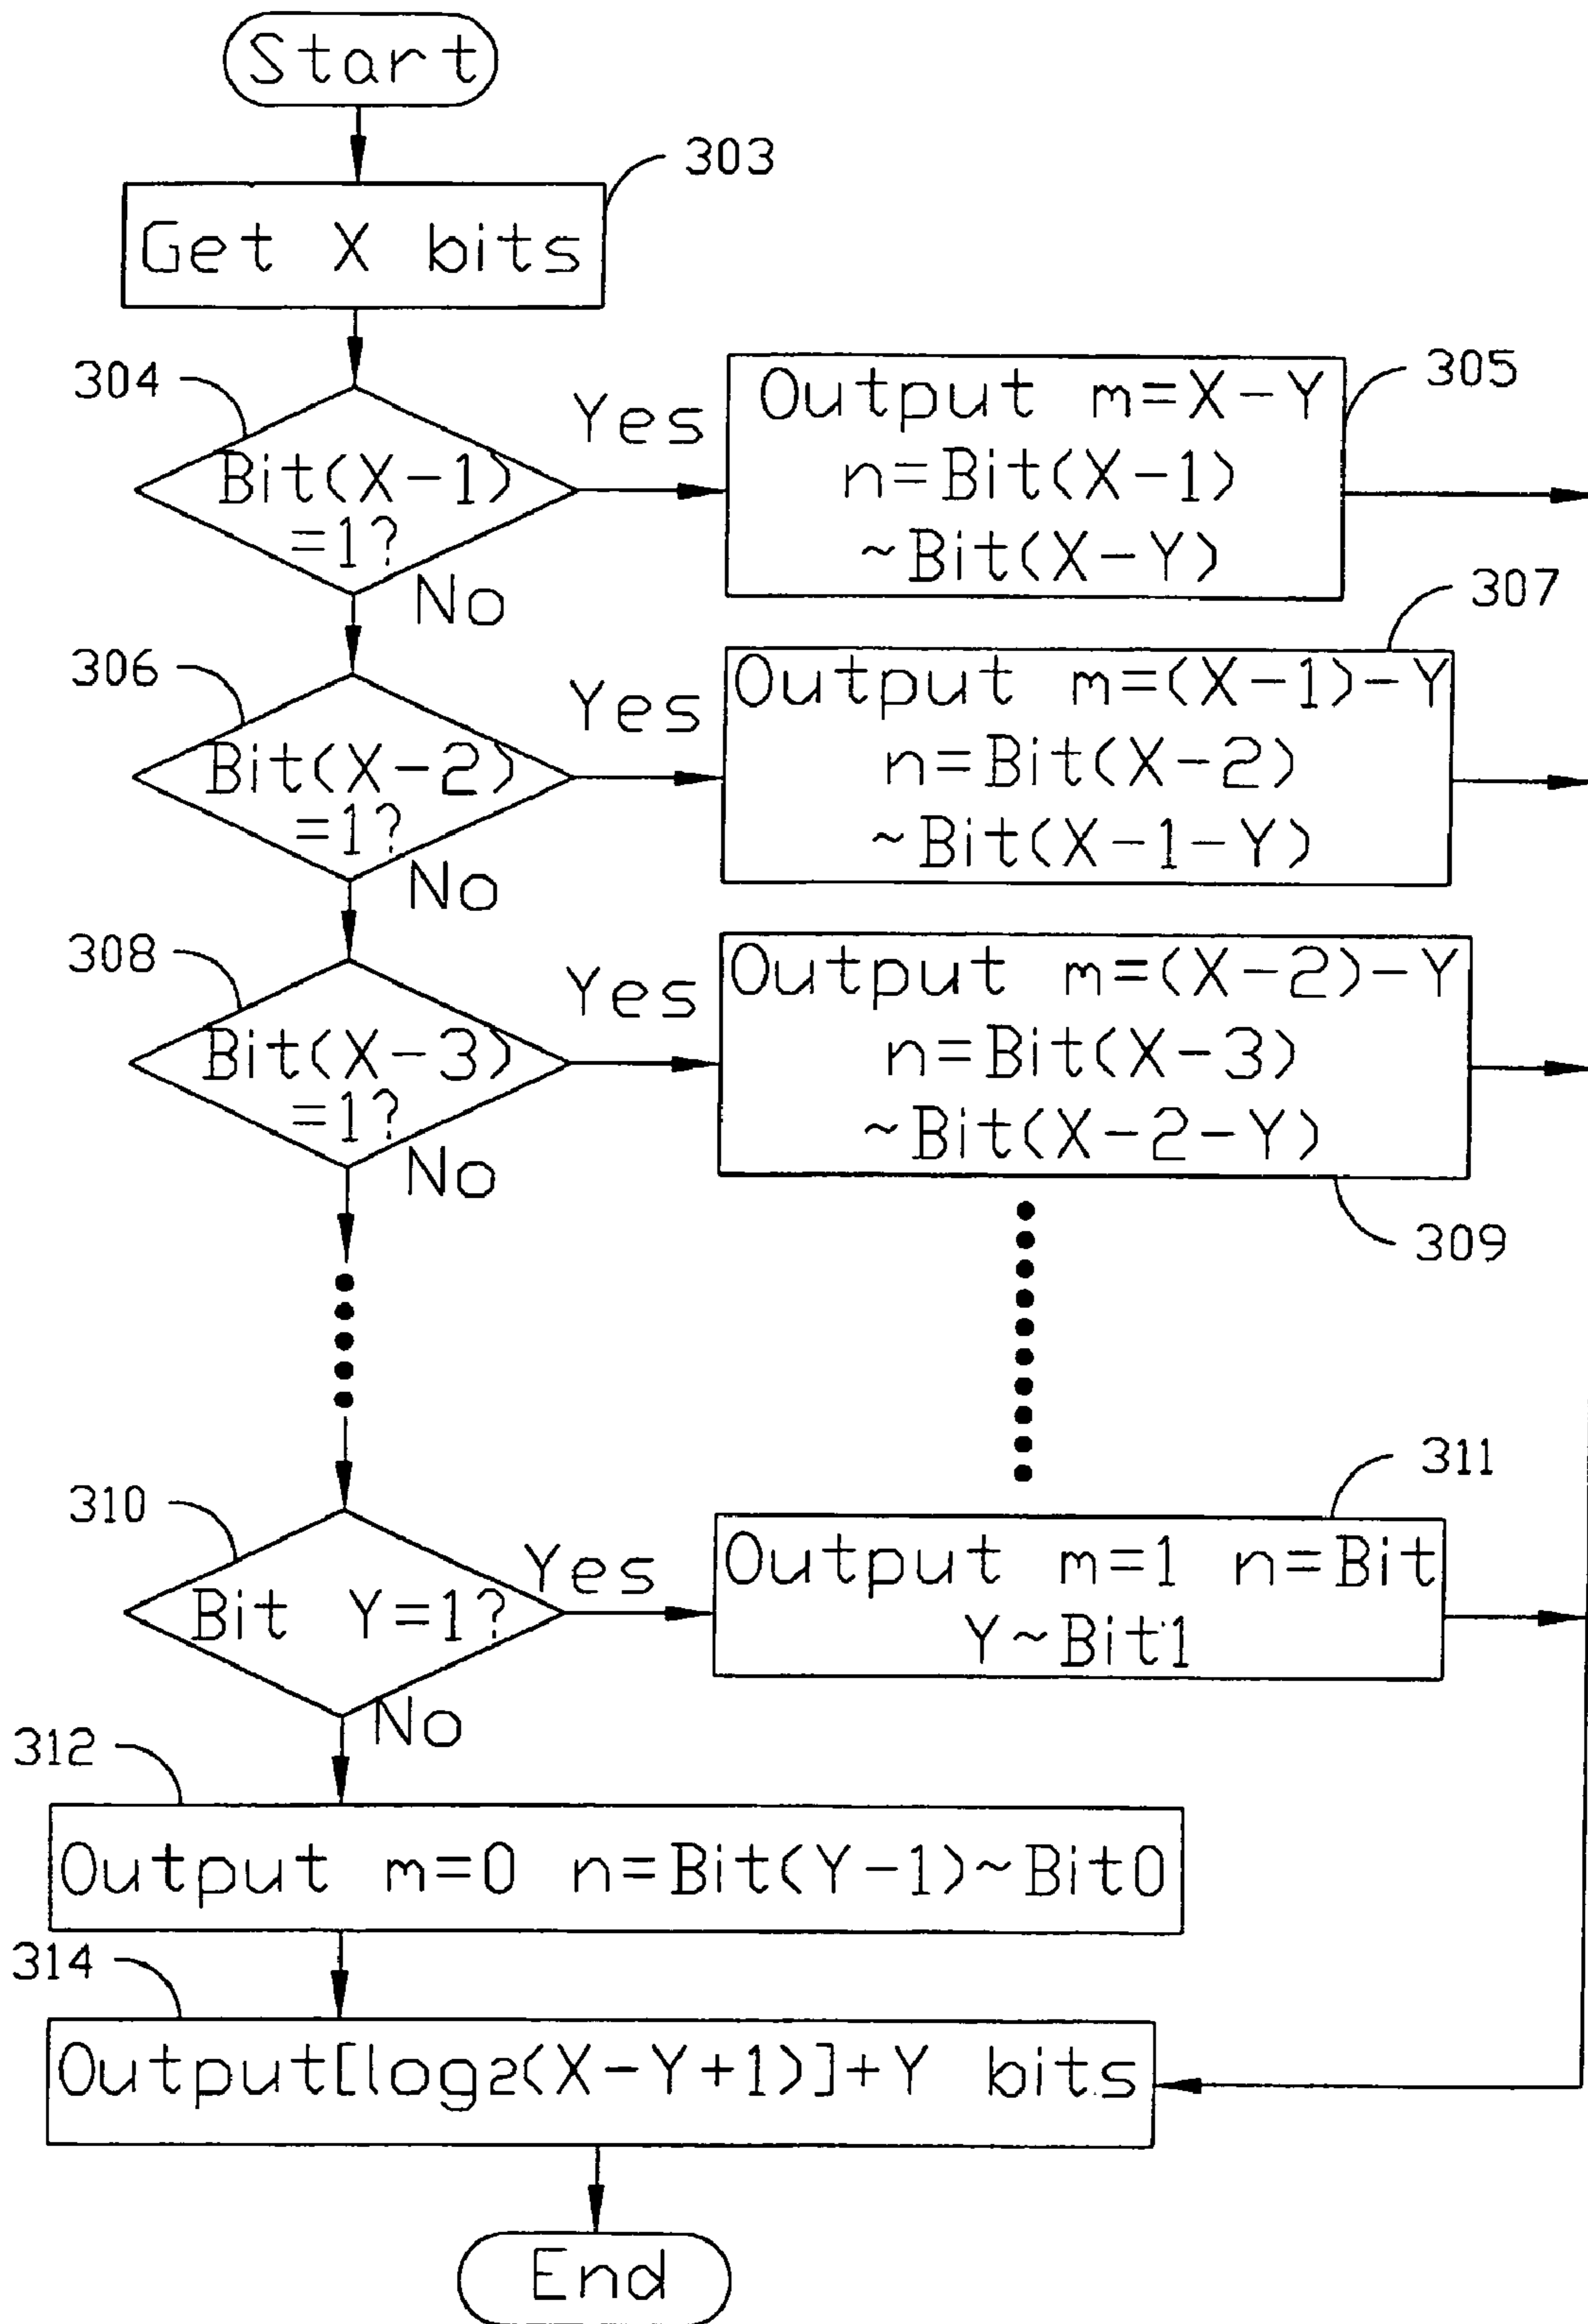 Start
303
Get X bits
304
Bit(X-1)
=1?
Yes
No
Output m=X-Y
n=Bit(X-1)
~Bit(X-Y)
305
306
Bit(X-2)
=1?
Yes
No
Output m=(X-1)-Y
n=Bit(X-2)
~Bit(X-1-Y)
307
308
Bit(X-3)
=1?
Yes
No
Output m=(X-2)-Y
n=Bit(X-3)
~Bit(X-2-Y)
309
310
Bit Y=1?
Yes
No
Output m=1 n=Bit
Y~Bit1
311
312
Output m=0 n=Bit(Y-1)~Bit0
314
Output[log2(X-Y+1)]+Y bits
End